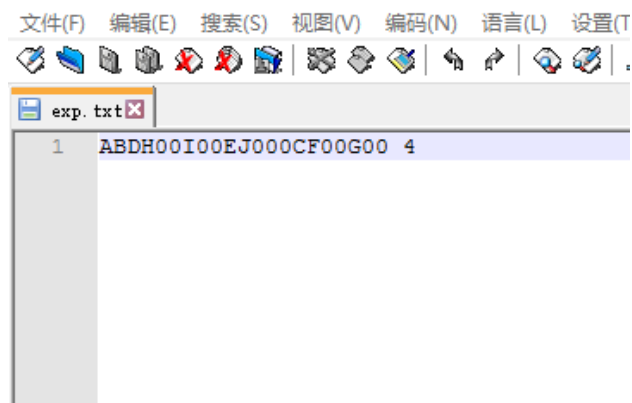 文件(F) 编辑(E) 搜索(S) 视图(V) 编码(N) 语言(L) 设置(T
exp.txt
1 ABDH00I00EJ000CF00G00 4